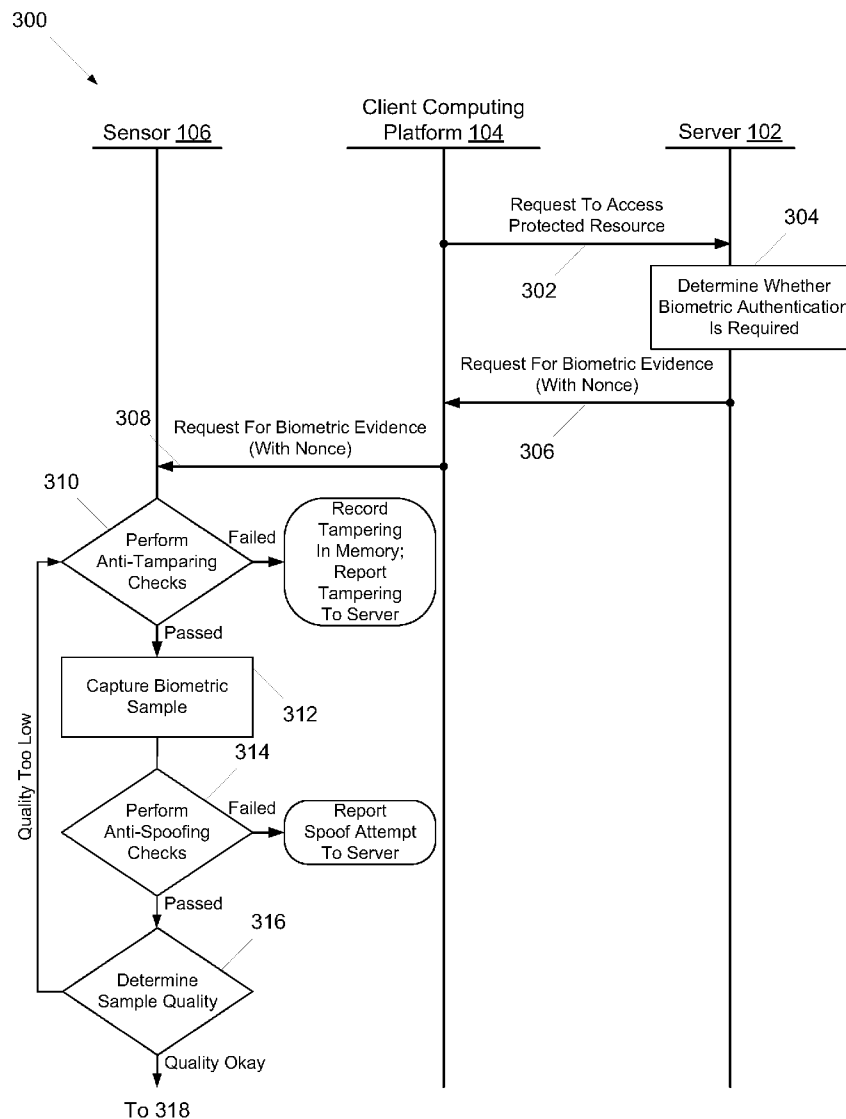 300
Sensor 106
Client Computing
Platform 104
Server 102
Request To Access
Protected Resource
302
304
Determine Whether
Biometric Authentication
Is Required
Request For Biometric Evidence
(With Nonce)
306
308
Request For Biometric Evidence
(With Nonce)
310
Perform
Anti-Tamparing
Checks
Failed
Record
Tampering
In Memory;
Report
Tampering
To Server
Passed
Capture Biometric
Sample
312
314
Perform
Anti-Spoofing
Checks
Failed
Report
Spoof Attempt
To Server
Passed
Quality Too Low
316
Determine
Sample Quality
Quality Okay
To 318